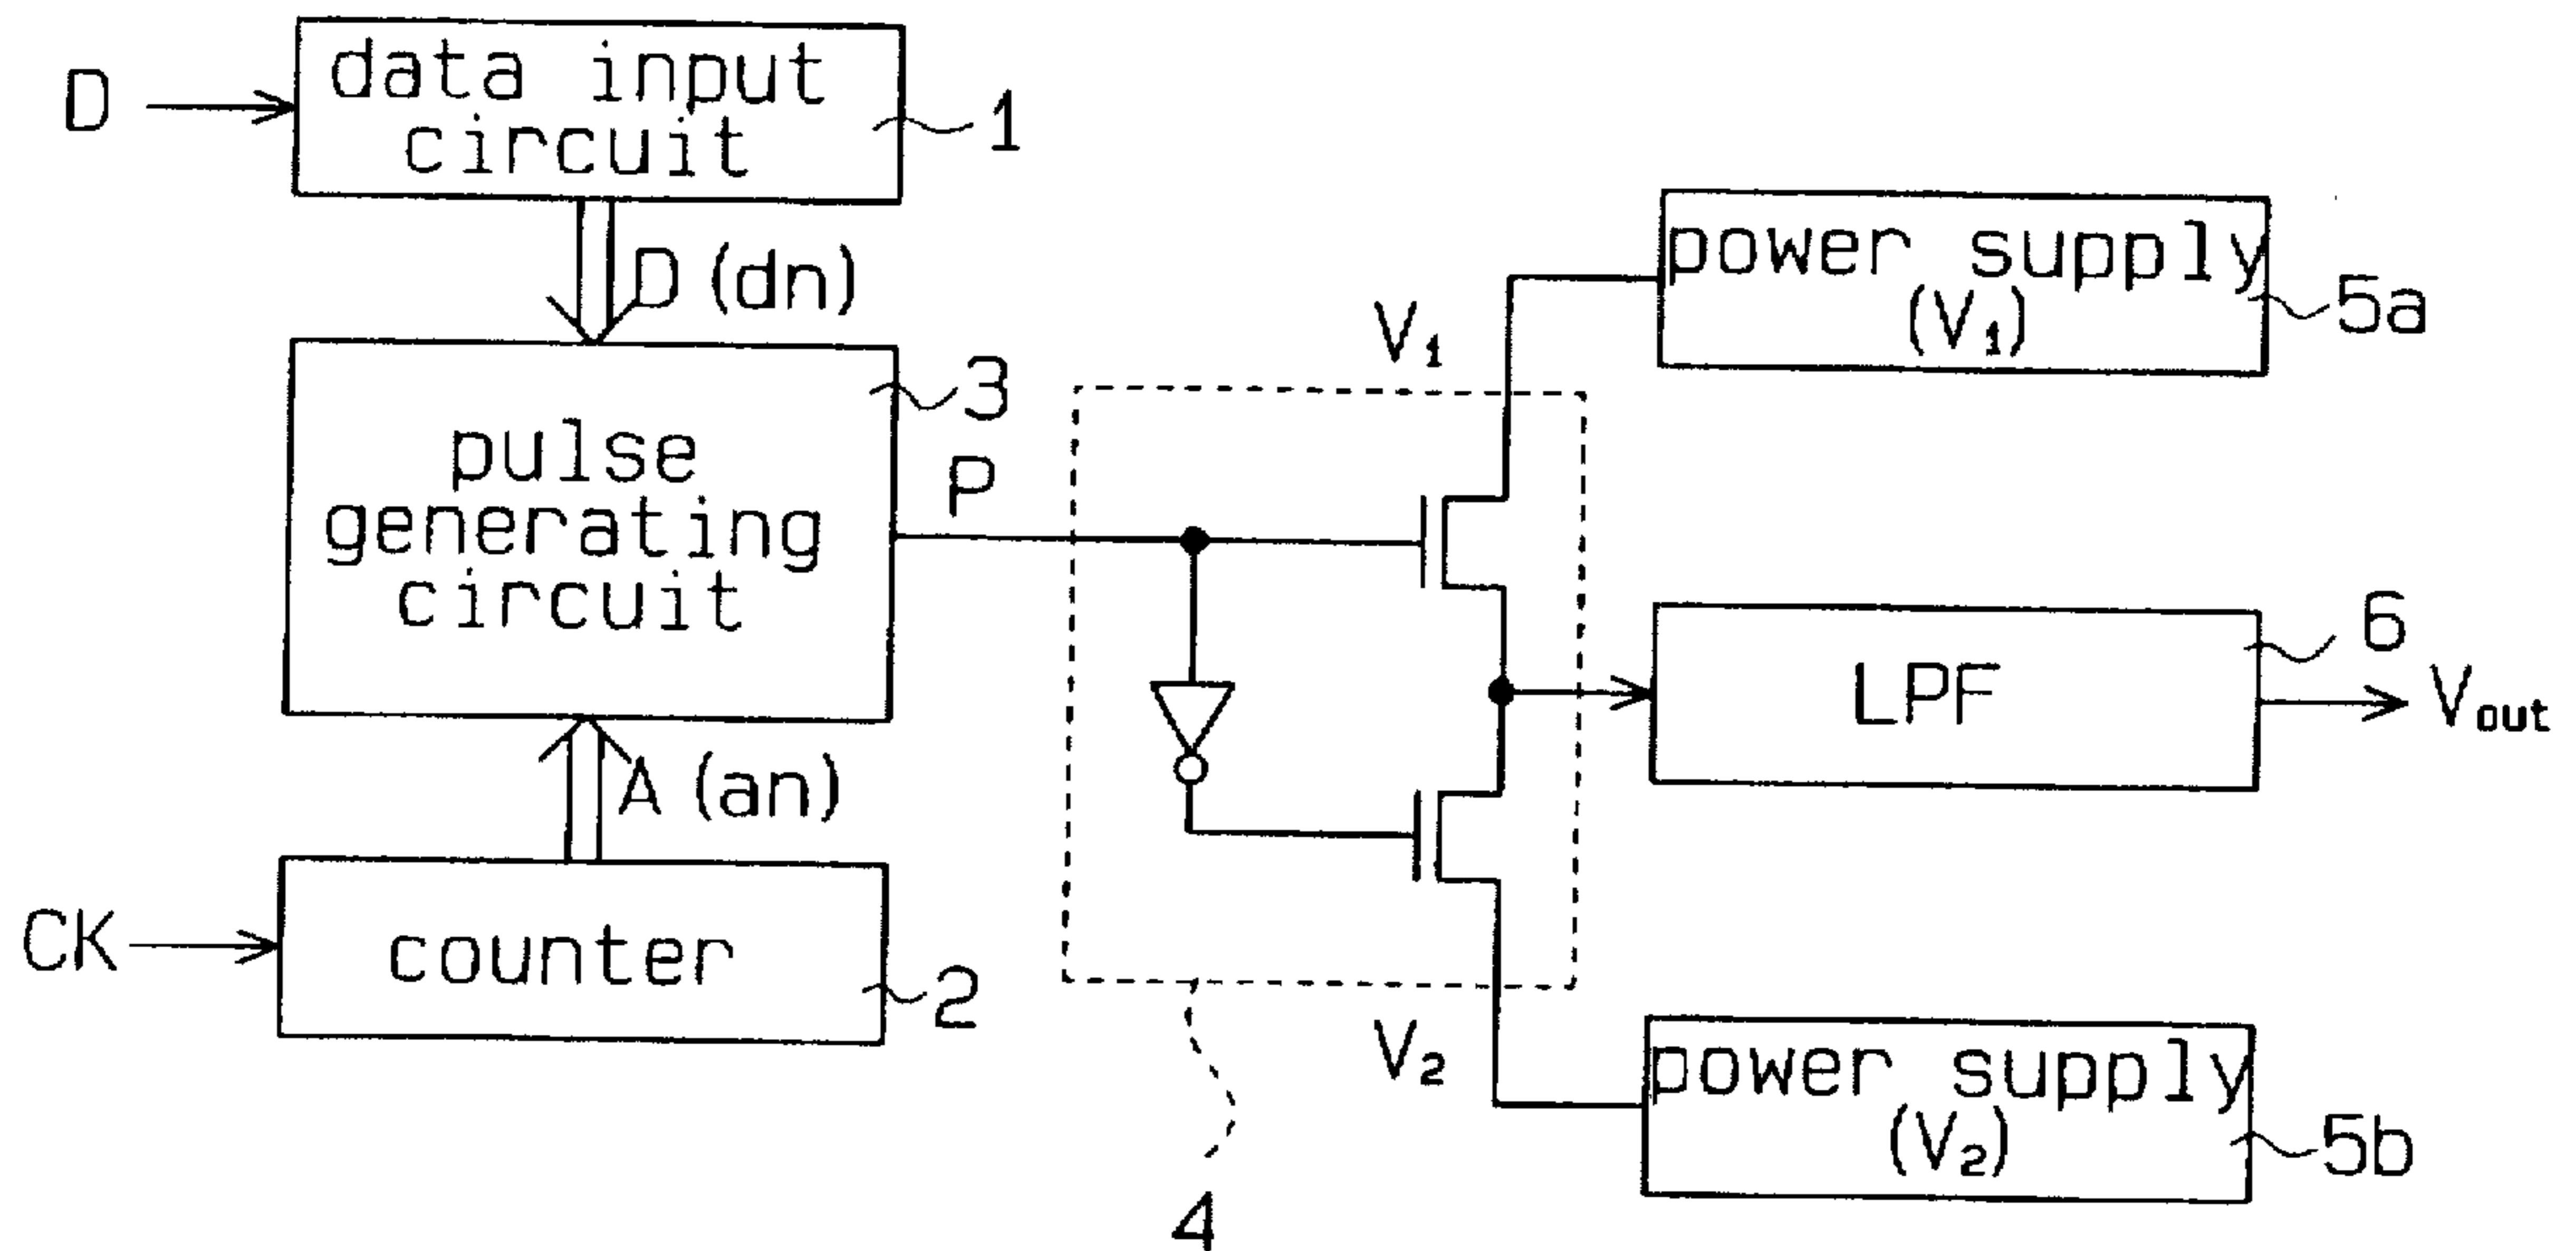 D
data input
circuit
1
D (dn)
power supply
(V1)
5a
V1
3
pulse
generating
circuit
P
6
LPF
Vout
A (an)
CK
counter
2
V2
power supply
(V2)
5b
4